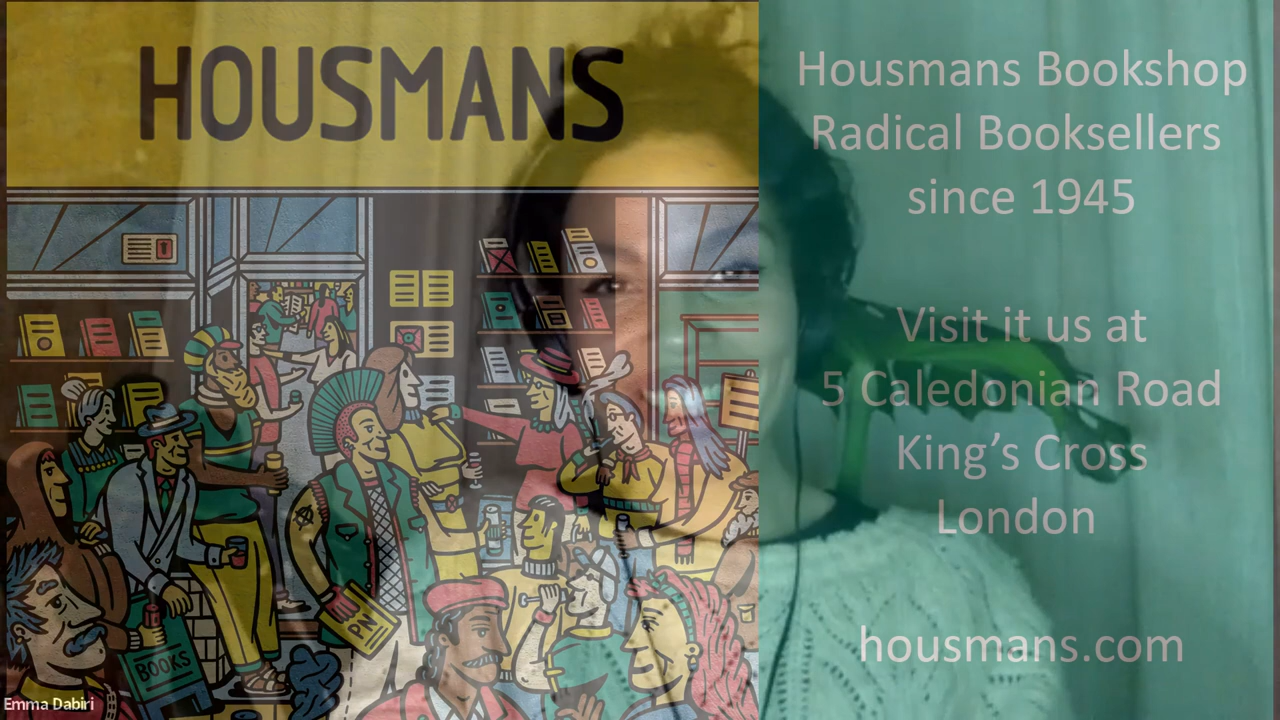 HOUSMANS
Housmans Bookshop
Radical Booksellers
since 1945
Visit it us at
5 Caledonian Road
King's Cross
London
housmans.com
PN
BOOKS
Emma Dabiri